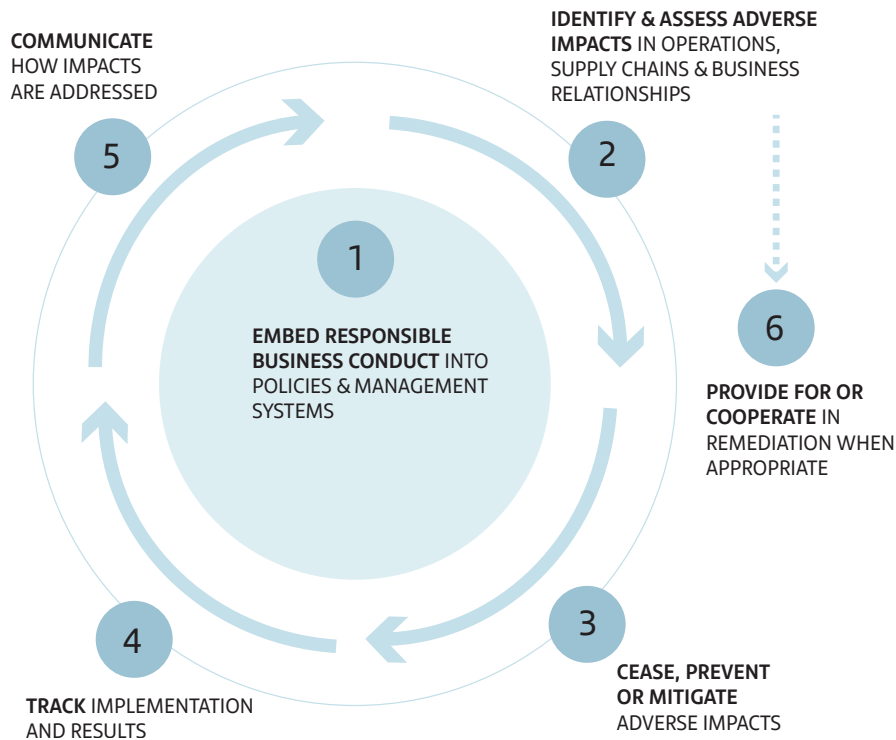 1
EMBED RESPONSIBLE
BUSINESS CONDUCT INTO
POLICIES & MANAGEMENT
SYSTEMS
IDENTIFY & ASSESS ADVERSE
IMPACTS IN OPERATIONS,
SUPPLY CHAINS & BUSINESS
RELATIONSHIPS
2
3
CEASE, PREVENT
OR MITIGATE
ADVERSE IMPACTS
4
TRACK IMPLEMENTATION
AND RESULTS
COMMUNICATE
HOW IMPACTS
ARE ADDRESSED
5
6
PROVIDE FOR OR
COOPERATE IN
REMEDIATION WHEN
APPROPRIATE